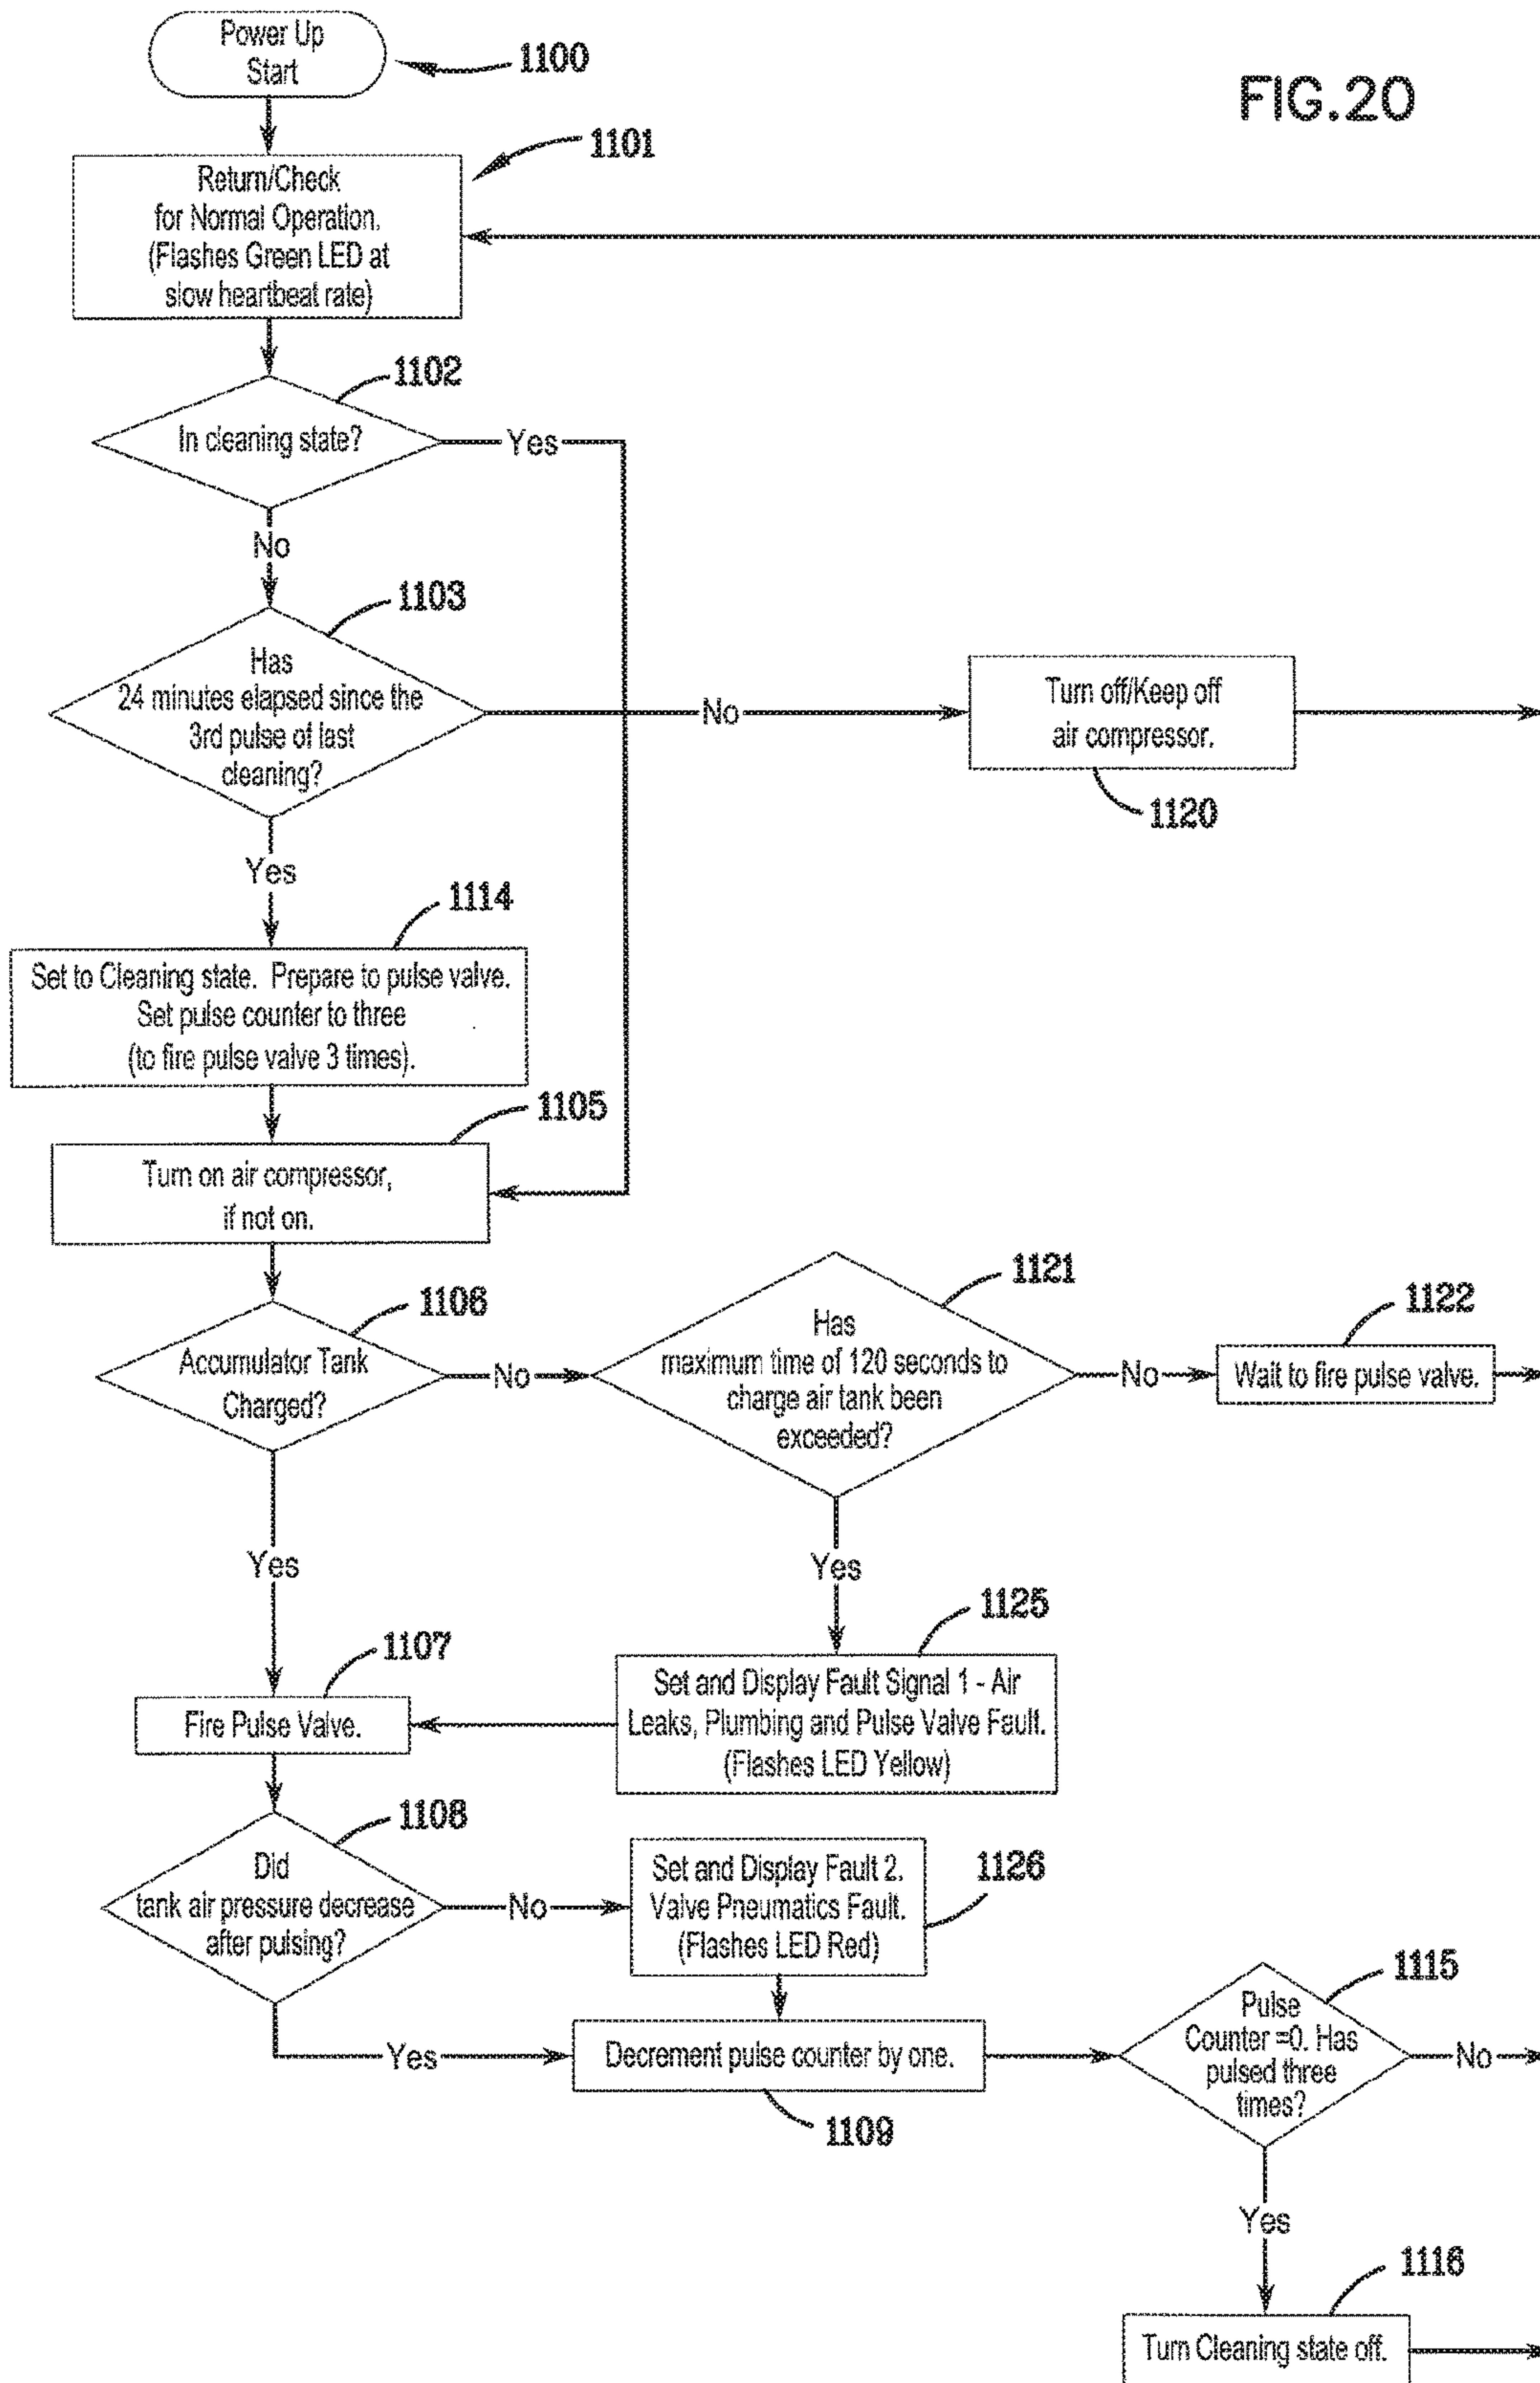 Power Up
Start
1100
FIG.20
1101
Return/Check
for Normal Operation.
(Flashes Green LED at
slow heartbeat rate)
1102
In cleaning state?
Yes
No
1103
Has
24 minutes elapsed since the
3rd pulse of last
cleaning?
No
Turn off/Keep off
air compressor.
1120
Yes
1114
Set to Cleaning state. Prepare to pulse valve.
Set pulse counter to three
(to fire pulse valve 3 times).
1105
Turn on air compressor,
if not on.
1106
Accumulator Tank
Charged?
No
1121
Has
maximum time of 120 seconds to
charge air tank been
exceeded?
No
1122
Wait to fire pulse valve.
Yes
Yes
1125
Set and Display Fault Signal 1 - Air
Leaks, Plumbing and Pulse Valve Fault.
(Flashes LED Yellow)
1107
Fire Pulse Valve.
1108
Did
tank air pressure decrease
after pulsing?
No
Set and Display Fault 2.
Valve Pneumatics Fault.
(Flashes LED Red)
1126
Yes
Decrement pulse counter by one.
1109
1115
Pulse
Counter =0. Has
pulsed three
times?
No
Yes
1116
Turn Cleaning state off.